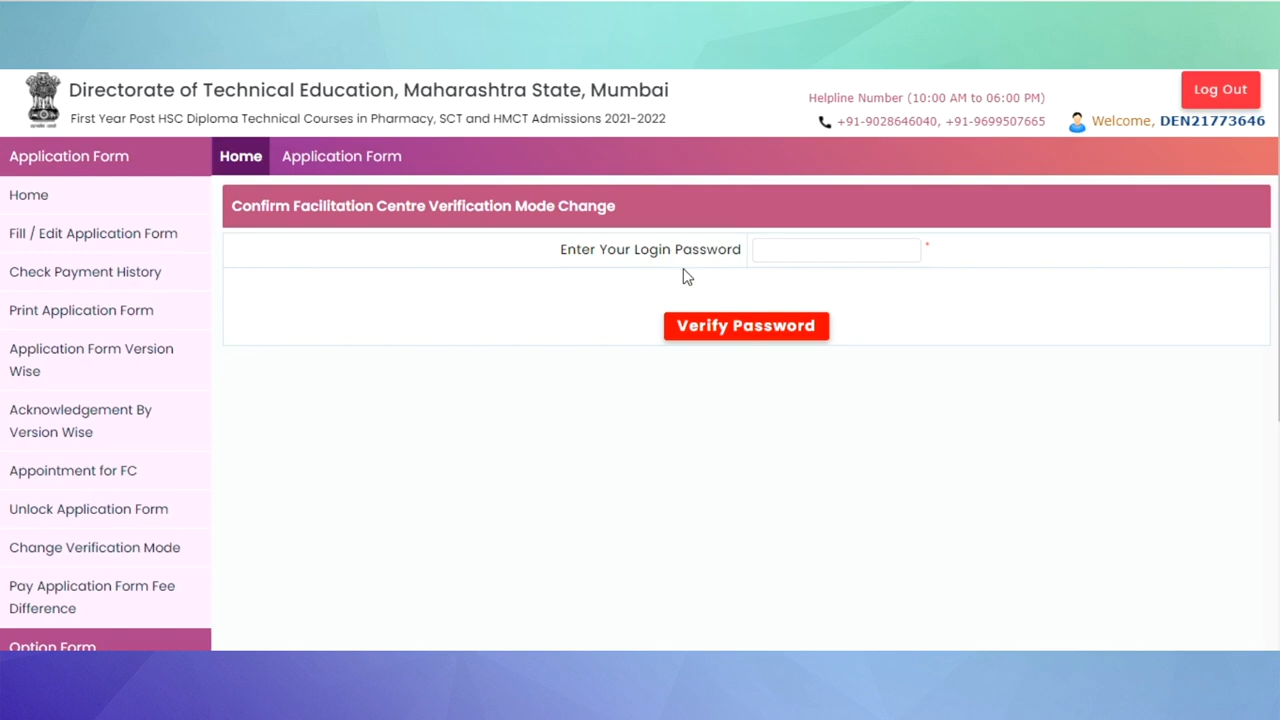 Directorate of Technical Education, Maharashtra State, Mumbai
First Year Post HSC Diploma Technical Courses in Pharmacy, SCT and HMCT Admissions 2021-2022
Helpline Number (10:00 AM to 06:00 PM)
+91-9028646040, +91-9699507665
Log Out
Welcome, DEN21773646
Application Form
Home
Application Form
Home
Fill / Edit Application Form
Check Payment History
Print Application Form
Application Form Version
Wise
Acknowledgement By
Version Wise
Appointment for FC
Unlock Application Form
Change Verification Mode
Pay Application Form Fee
Difference
Option Form
Confirm Facilitation Centre Verification Mode Change
Enter Your Login Password *
Verify Password